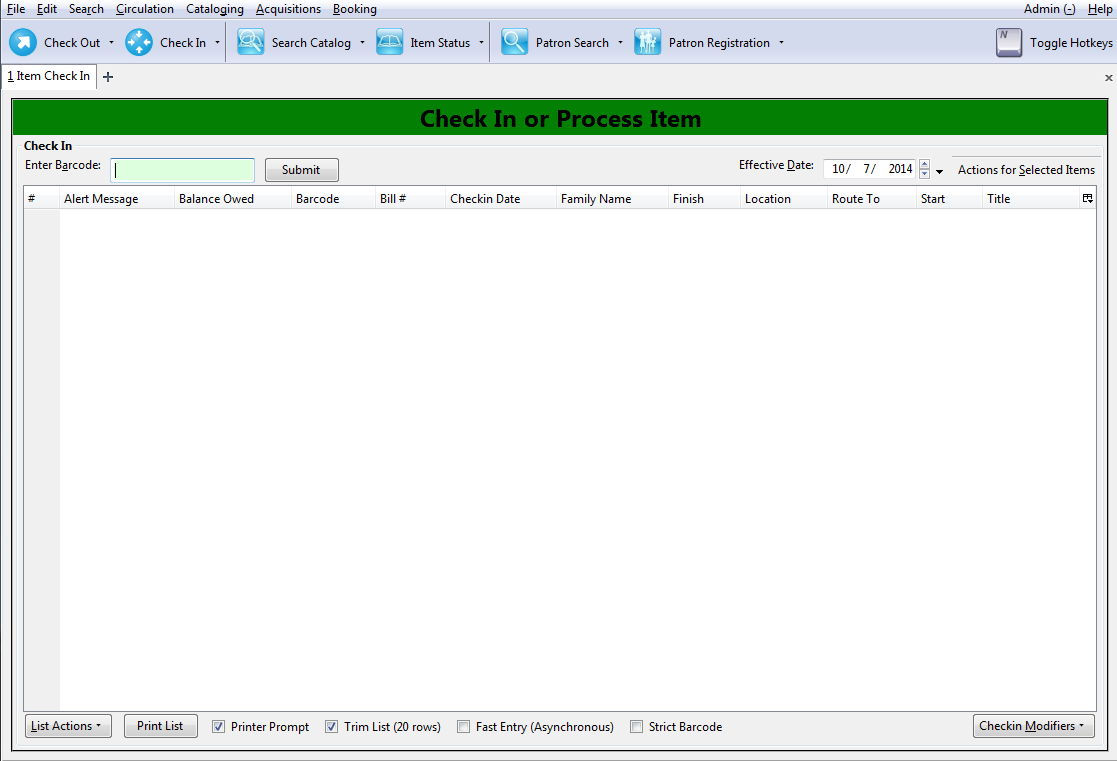 File Edit Search Circulation Cataloging Acquisitions Booking Admin (-) Help
Check Out Check In Search Catalog Item Status Patron Search Patron Registration N Toggle Hotkeys
1 Item Check In
Check In or Process Item
Check In
Enter Barcode: Submit Effective Date: 10/ 7/ 2014 Actions for Selected Items
# Alert Message Balance Owed Barcode Bill # Checkin Date Family Name Finish Location Route To Start Title
List Actions Print List Printer Prompt Trim List (20 rows) Fast Entry (Asynchronous) Strict Barcode Checkin Modifiers